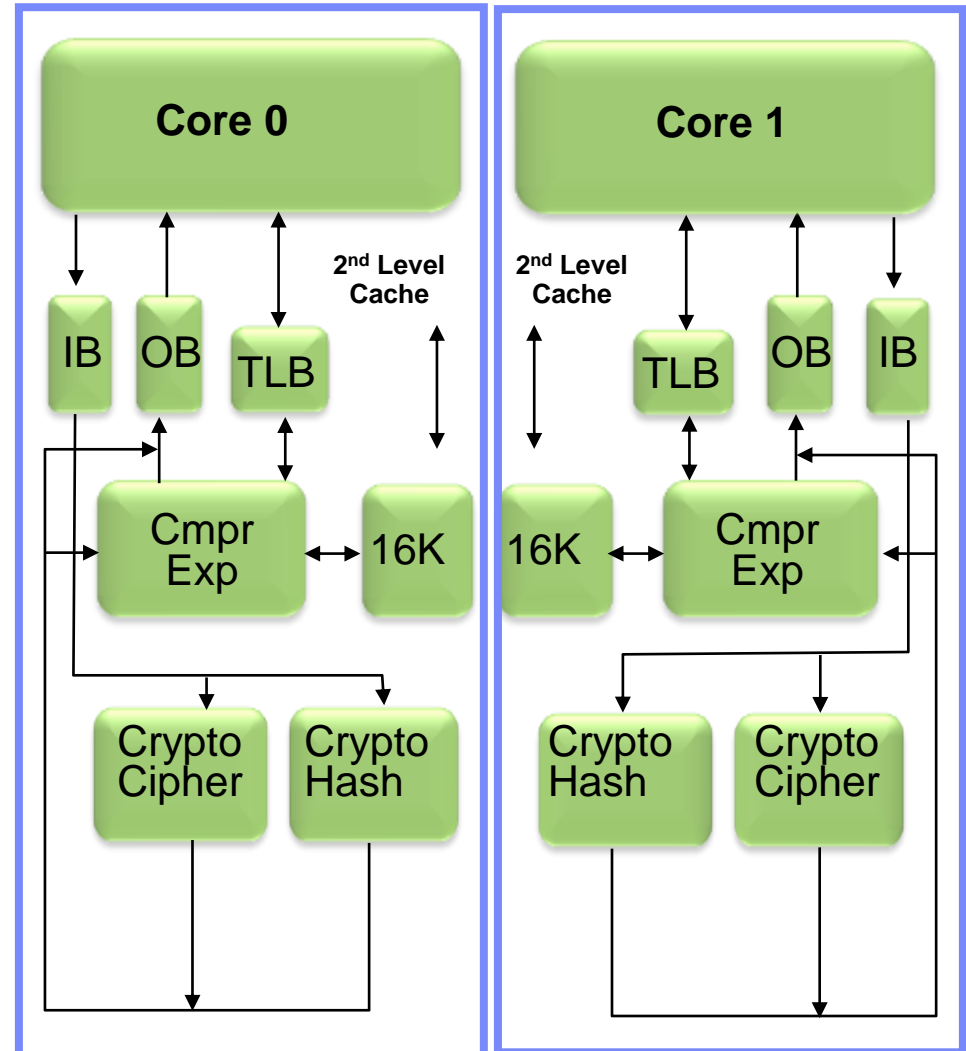 Core 0
2nd Level
Cache
IB
OB
TLB
Cmpr
Exp
16K
Crypto
Cipher
Crypto
Hash
Core 1
2nd Level
Cache
TLB
OB
IB
16K
Cmpr
Exp
Crypto
Hash
Crypto
Cipher